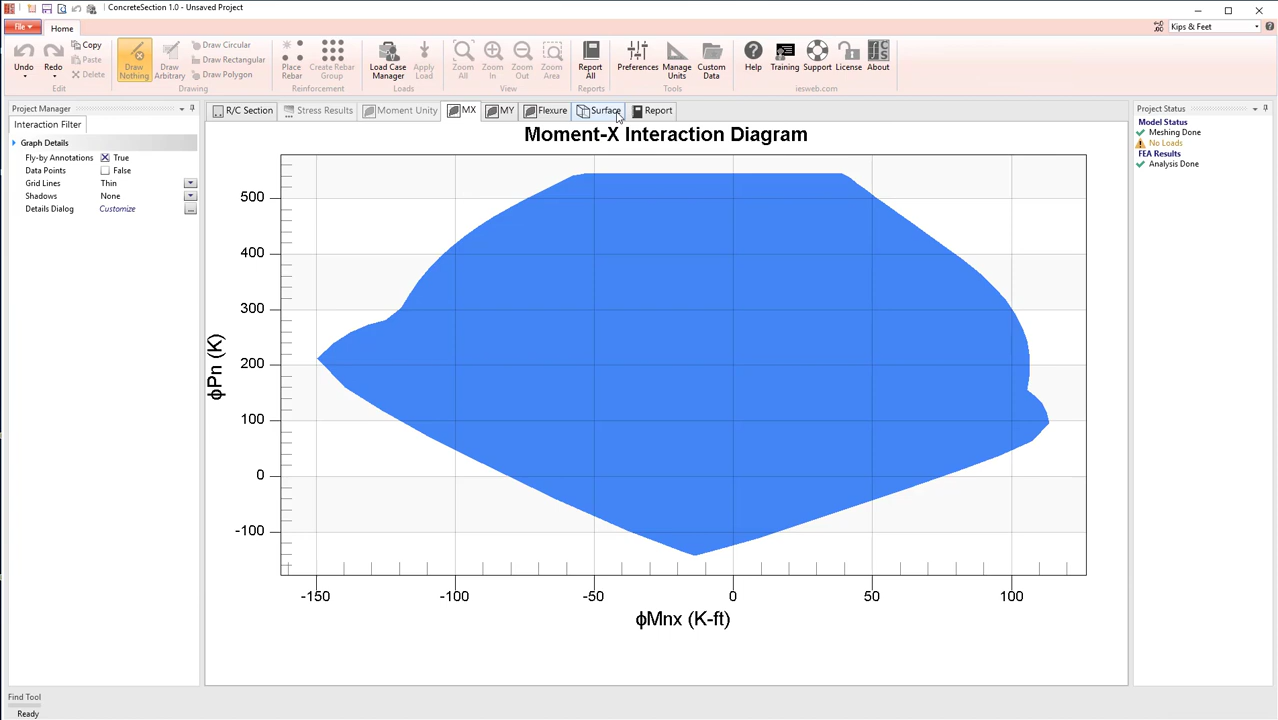 ConcreteSection 1.0 - Unsaved Project
File Home Kips & Feet
Undo Redo Copy Paste Delete Draw Nothing Draw Arbitrary Draw Circular Draw Rectangular Draw Polygon Place Rebar Create Rebar Group Load Case Manager Apply Load Zoom All Zoom In Zoom Out Zoom Area Report All Preferences Manage Units Custom Data Help Training Support License About
Edit Drawing Reinforcement Loads View Reports Tools iesweb.com
Project Manager
Interaction Filter
Graph Details
Fly-by Annotations True
Data Points False
Grid Lines Thin
Shadows None
Details Dialog Customize
R/C Section Stress Results Moment Unity MX MY Flexure Surface Report
Moment-X Interaction Diagram
500
400
300
200
100
0
-100
ϕPn (K)
-150 -100 -50 0 50 100
ϕMnx (K-ft)
Project Status
Model Status
Meshing Done
No Loads
FEA Results
Analysis Done
Find Tool
Ready